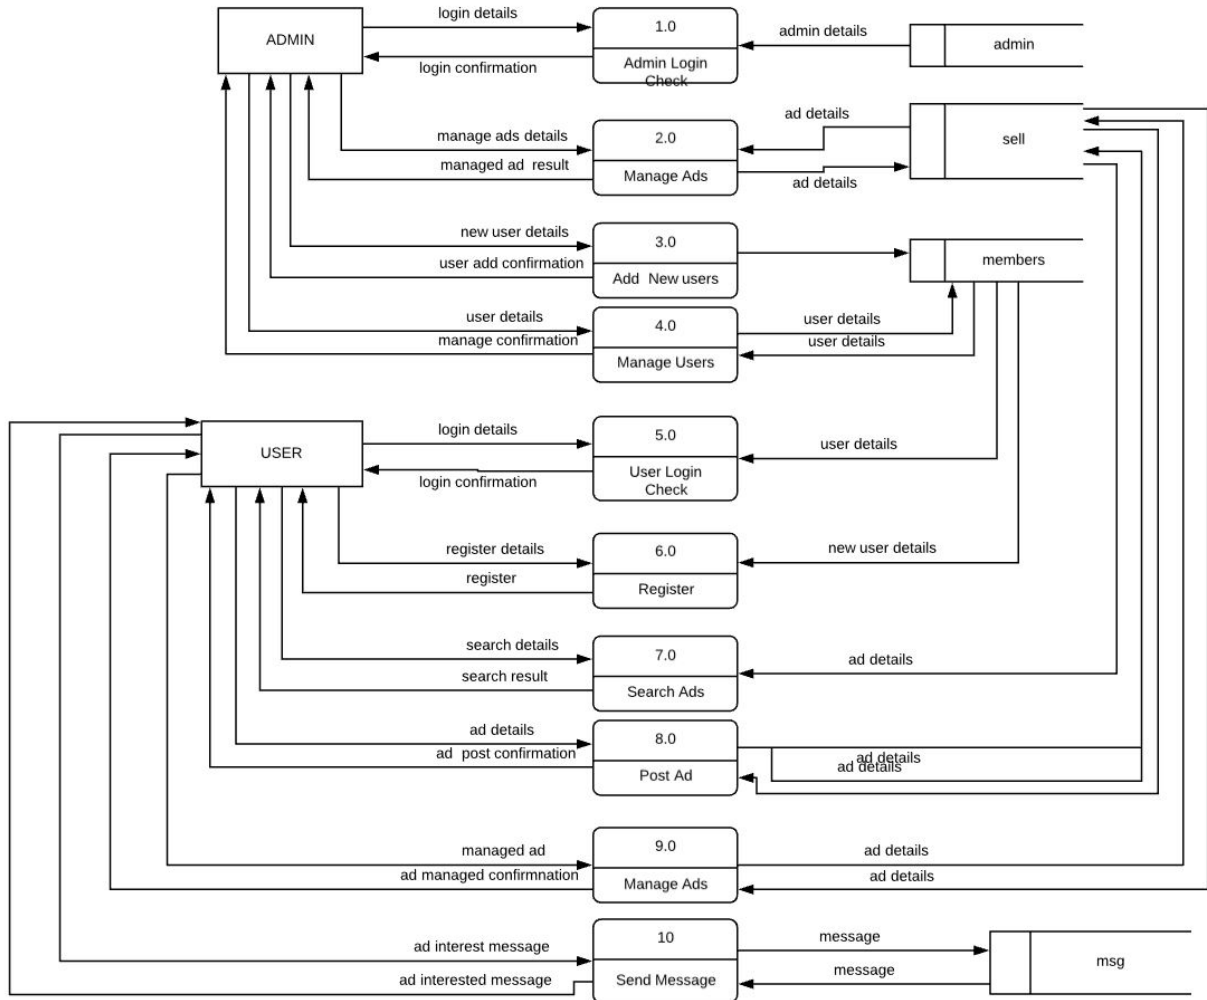 login details
1.0
ADMIN
admin details
admin
login confirmation
Admin Login
Check
ad details
manage ads details
2.0
sell
managed ad result
Manage Ads
ad details
new user details
3.0
user add confirmation
Add New users
members
user details
4.0
user details
manage confirmation
user details
Manage Users
login details
5.0
USER
user details
login confirmation
User Login
Check
register details
6.0
new user details
register
Register
search details
7.0
ad details
search result
Search Ads
ad details
8.0
ad post confirmation
ad details
ad details
Post Ad
managed ad
9.0
ad details
ad managed confirmnation
Manage Ads
ad details
ad interest message
10
message
msg
ad interested message
Send Message
message